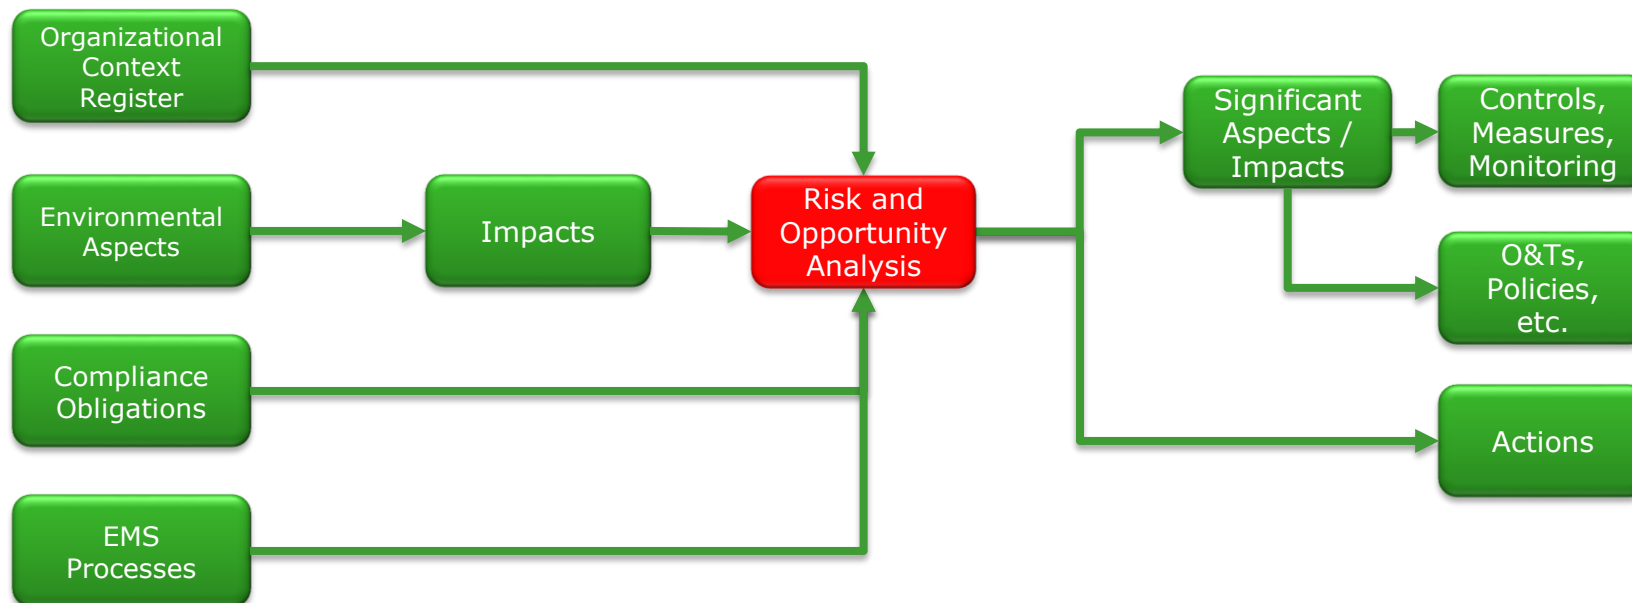 Organizational
Context
Register
Environmental
Aspects
Compliance
Obligations
EMS
Processes
Impacts
Risk and
Opportunity
Analysis
Significant
Aspects /
Impacts
Controls,
Measures,
Monitoring
O&Ts,
Policies,
etc.
Actions